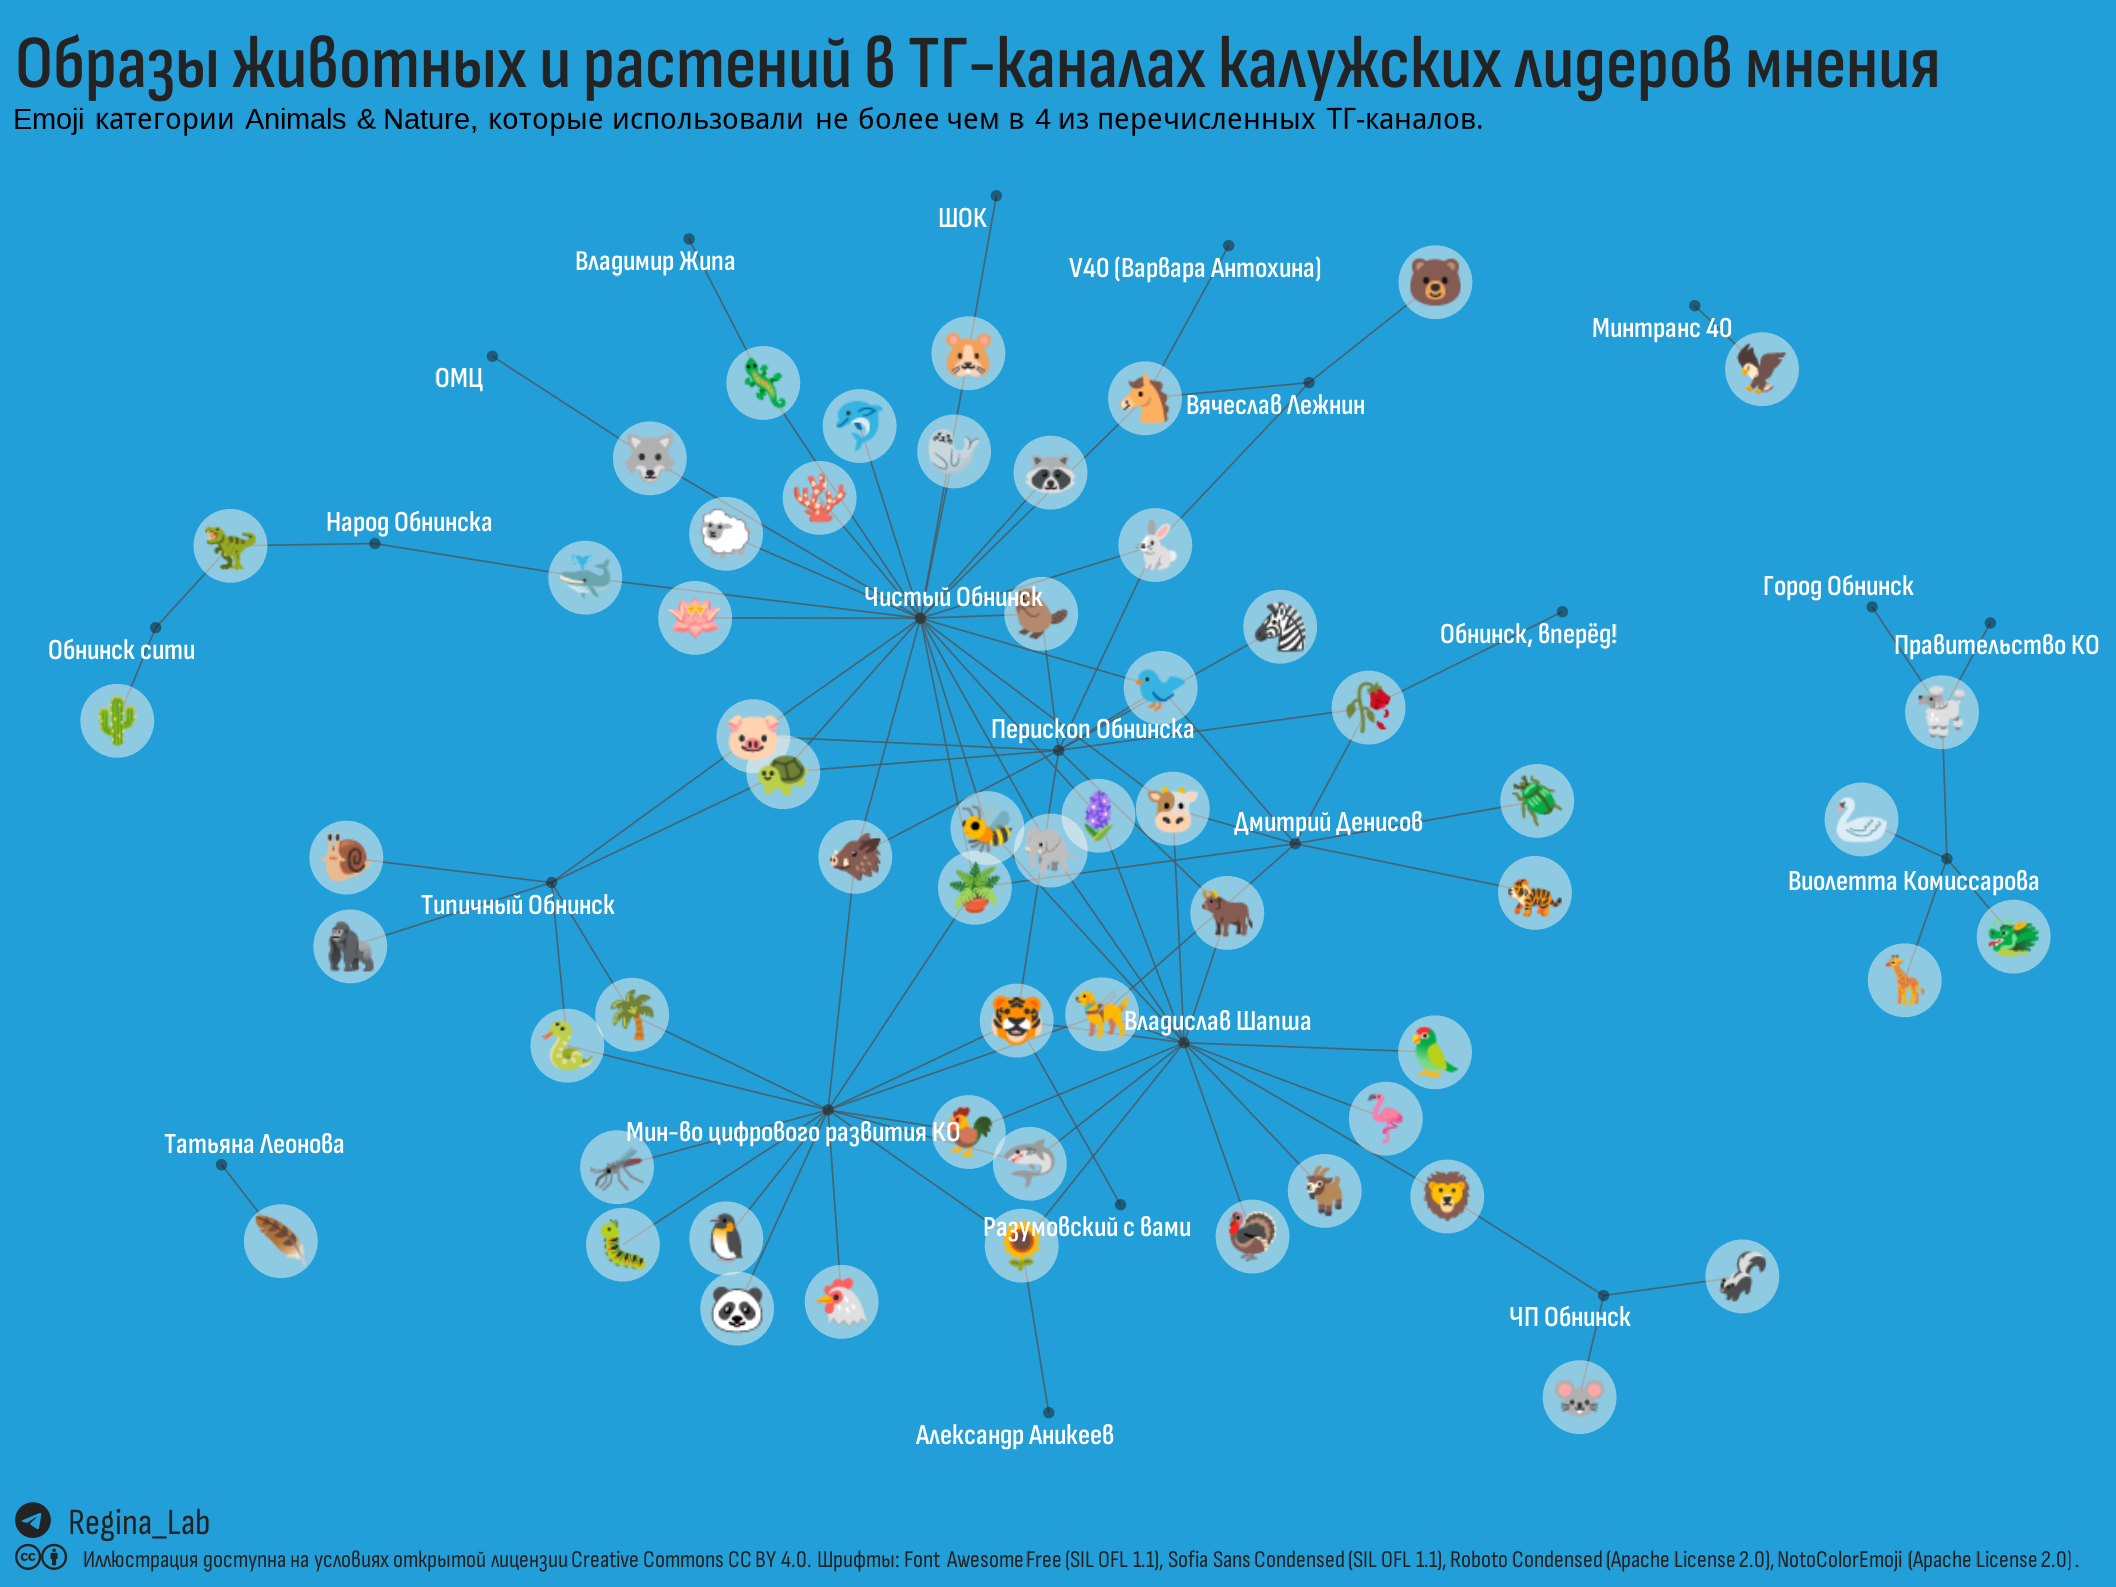 Образы животных и растений в ТГ-каналах калужских лидеров мнения
Emoji категории Animals & Nature, которые использовали не более чем в 4 из перечисленных ТГ-каналов.
ШОК
Владимир Жипа
V40 (Варвара Антохина)
Минтранс 40
ОМЦ
Вячеслав Лежнин
Народ Обнинска
Город Обнинск
Чистый Обнинск
Обнинск, вперёд!
Правительство КО
Обнинск сити
Перископ Обнинска
Дмитрий Денисов
Виолетта Комиссарова
Типичный Обнинск
Владислав Шапша
Мин-во цифрового развития КО
Татьяна Леонова
Разумовский с вами
ЧП Обнинск
Александр Аникеев
Regina_Lab
Иллюстрация доступна на условиях открытой лицензии Creative Commons CC BY 4.0. Шрифты: Font Awesome Free (SIL OFL 1.1), Sofia Sans Condensed (SIL OFL 1.1), Roboto Condensed (Apache License 2.0), NotoColorEmoji (Apache License 2.0) .